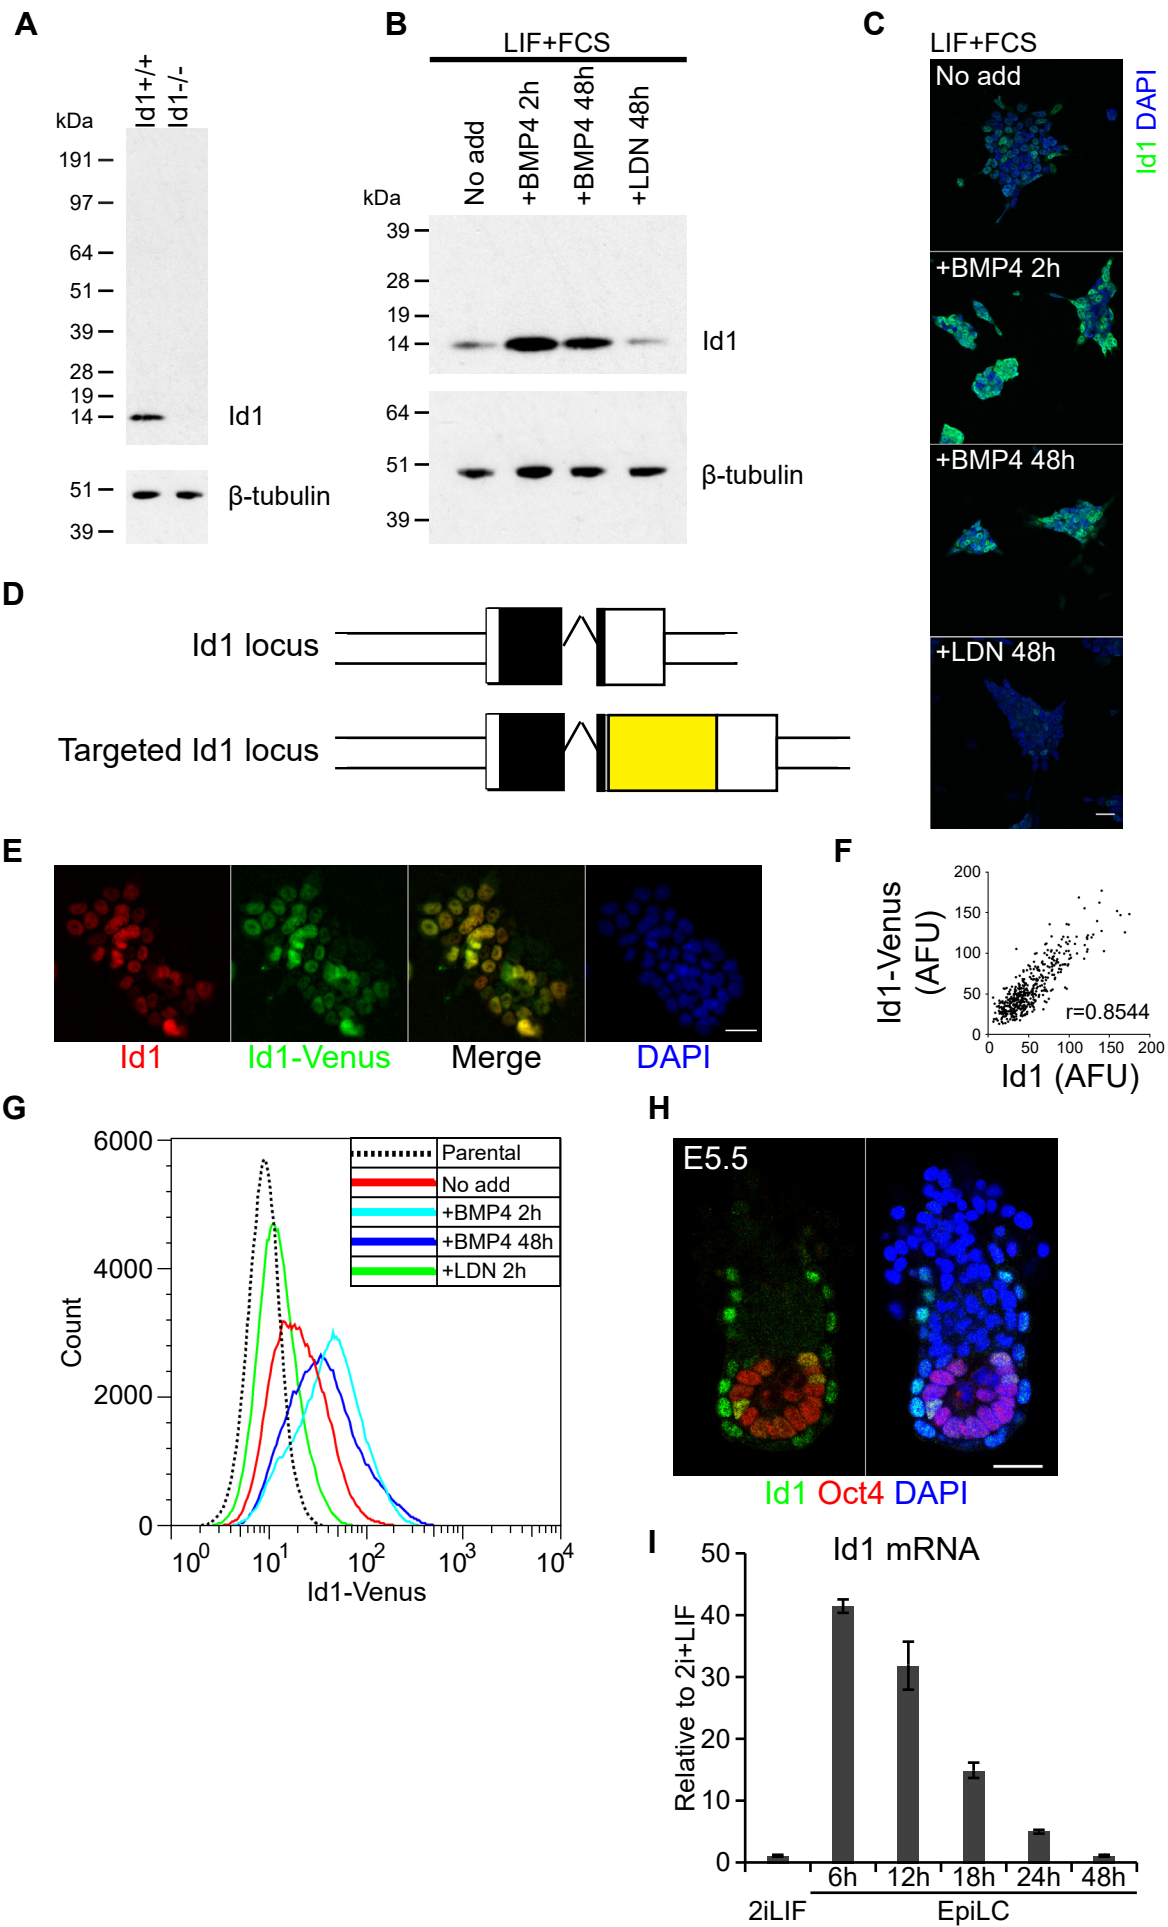 A
Id1+/+
Id1-/-
kDa
191
97
64
51
39
28
19
14
Id1
51
39
β-tubulin
B
LIF+FCS
No add
+BMP4 2h
+BMP4 48h
+LDN 48h
kDa
39
28
19
14
Id1
64
51
39
β-tubulin
C
LIF+FCS
No add
+BMP4 2h
+BMP4 48h
+LDN 48h
Id1 DAPI
D
Id1 locus
Targeted Id1 locus
E
Id1
Id1-Venus
Merge
DAPI
F
Id1-Venus
(AFU)
200
150
100
50
0
r=0.8544
0 50 100 150 200
Id1 (AFU)
G
Count
6000
4000
2000
0
Parental
No add
+BMP4 2h
+BMP4 48h
+LDN 2h
10^0 10^1 10^2 10^3 10^4
Id1-Venus
H
E5.5
Id1 Oct4 DAPI
I
Id1 mRNA
Relative to 2i+LIF
50
40
30
20
10
0
6h 12h 18h 24h 48h
2iLIF
EpiLC